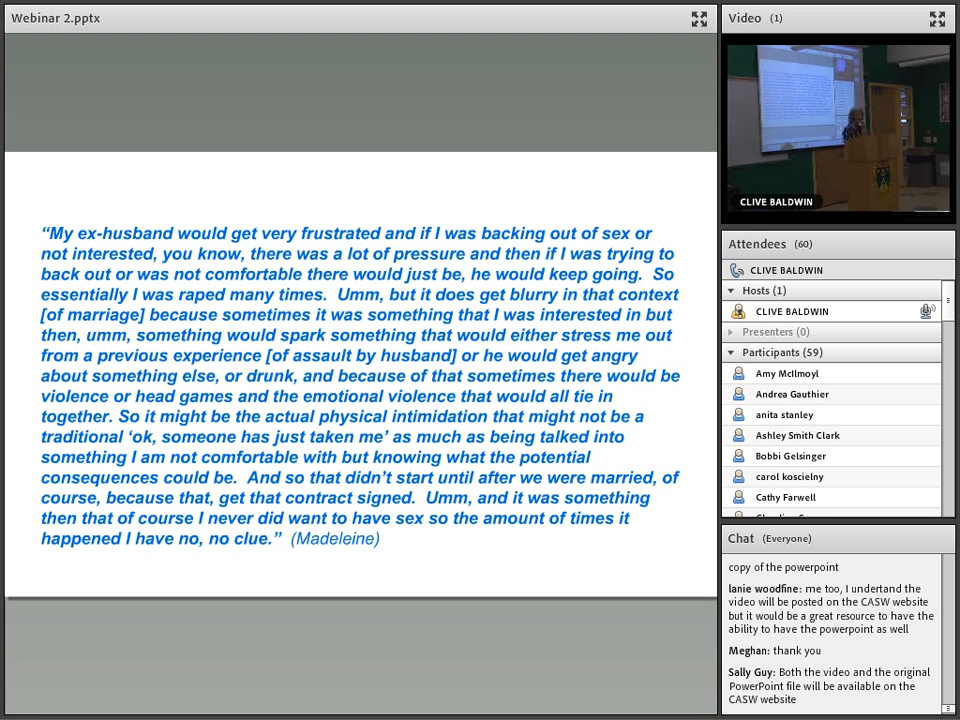 Webinar 2.pptx
“My ex-husband would get very frustrated and if I was backing out of sex or
not interested, you know, there was a lot of pressure and then if I was trying to
back out or was not comfortable there would just be, he would keep going.  So
essentially I was raped many times.  Umm, but it does get blurry in that context
[of marriage] because sometimes it was something that I was interested in but
then, umm, something would spark something that would either stress me out
from a previous experience [of assault by husband] or he would get angry
about something else, or drunk, and because of that sometimes there would be
violence or head games and the emotional violence that would all tie in
together. So it might be the actual physical intimidation that might not be a
traditional ‘ok, someone has just taken me’ as much as being talked into
something I am not comfortable with but knowing what the potential
consequences could be.  And so that didn’t start until after we were married, of
course, because that, get that contract signed.  Umm, and it was something
then that of course I never did want to have sex so the amount of times it
happened I have no, no clue.”  (Madeleine)
Video (1)
CLIVE BALDWIN
Attendees (60)
CLIVE BALDWIN
Hosts (1)
CLIVE BALDWIN
Presenters (0)
Participants (59)
Amy McIlmoyl
Andrea Gauthier
anita stanley
Ashley Smith Clark
Bobbi Gelsinger
carol koscielny
Cathy Farwell
Chat (Everyone)
copy of the powerpoint
lanie woodfine: me too, I undertand the
video will be posted on the CASW website
but it would be a great resource to have the
ability to have the powerpoint as well
Meghan: thank you
Sally Guy: Both the video and the original
PowerPoint file will be available on the
CASW website